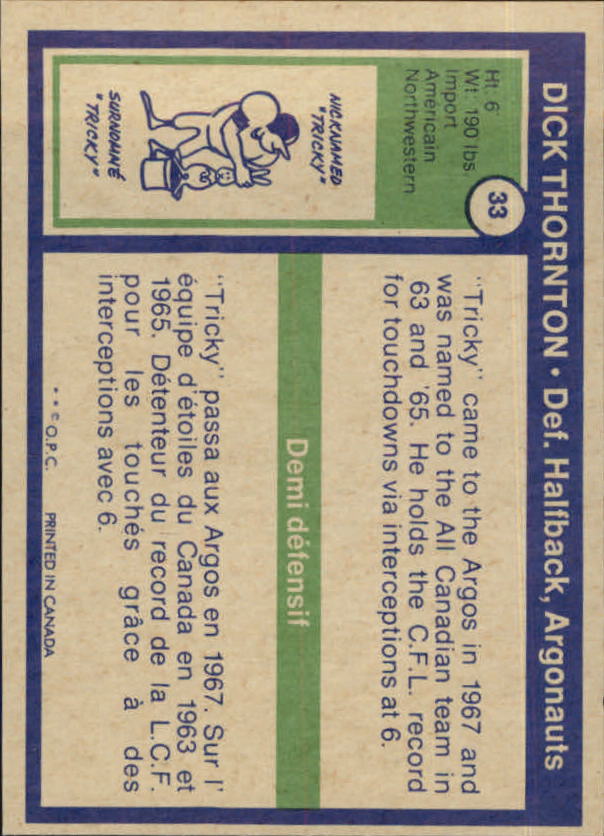 DICK THORNTON • Def. Halfback, Argonauts
33
Ht. 6'
Wt: 190 lbs.
Import
Américain
Northwestern
NICKNAMED
"TRICKY"
SURNOMMÉ
"TRICKY"
"Tricky" came to the Argos in 1967 and
was named to the All Canadian team in
63 and '65. He holds the C.F.L. record
for touchdowns via interceptions at 6.
Demi défensif
"Tricky" passa aux Argos en 1967. Sur l'
équipe d'étoiles du Canada en 1963 et
1965. Détenteur du record de la L.C.F.
pour les touchés grâce à des
interceptions avec 6.
* * © O.P.C. PRINTED IN CANADA